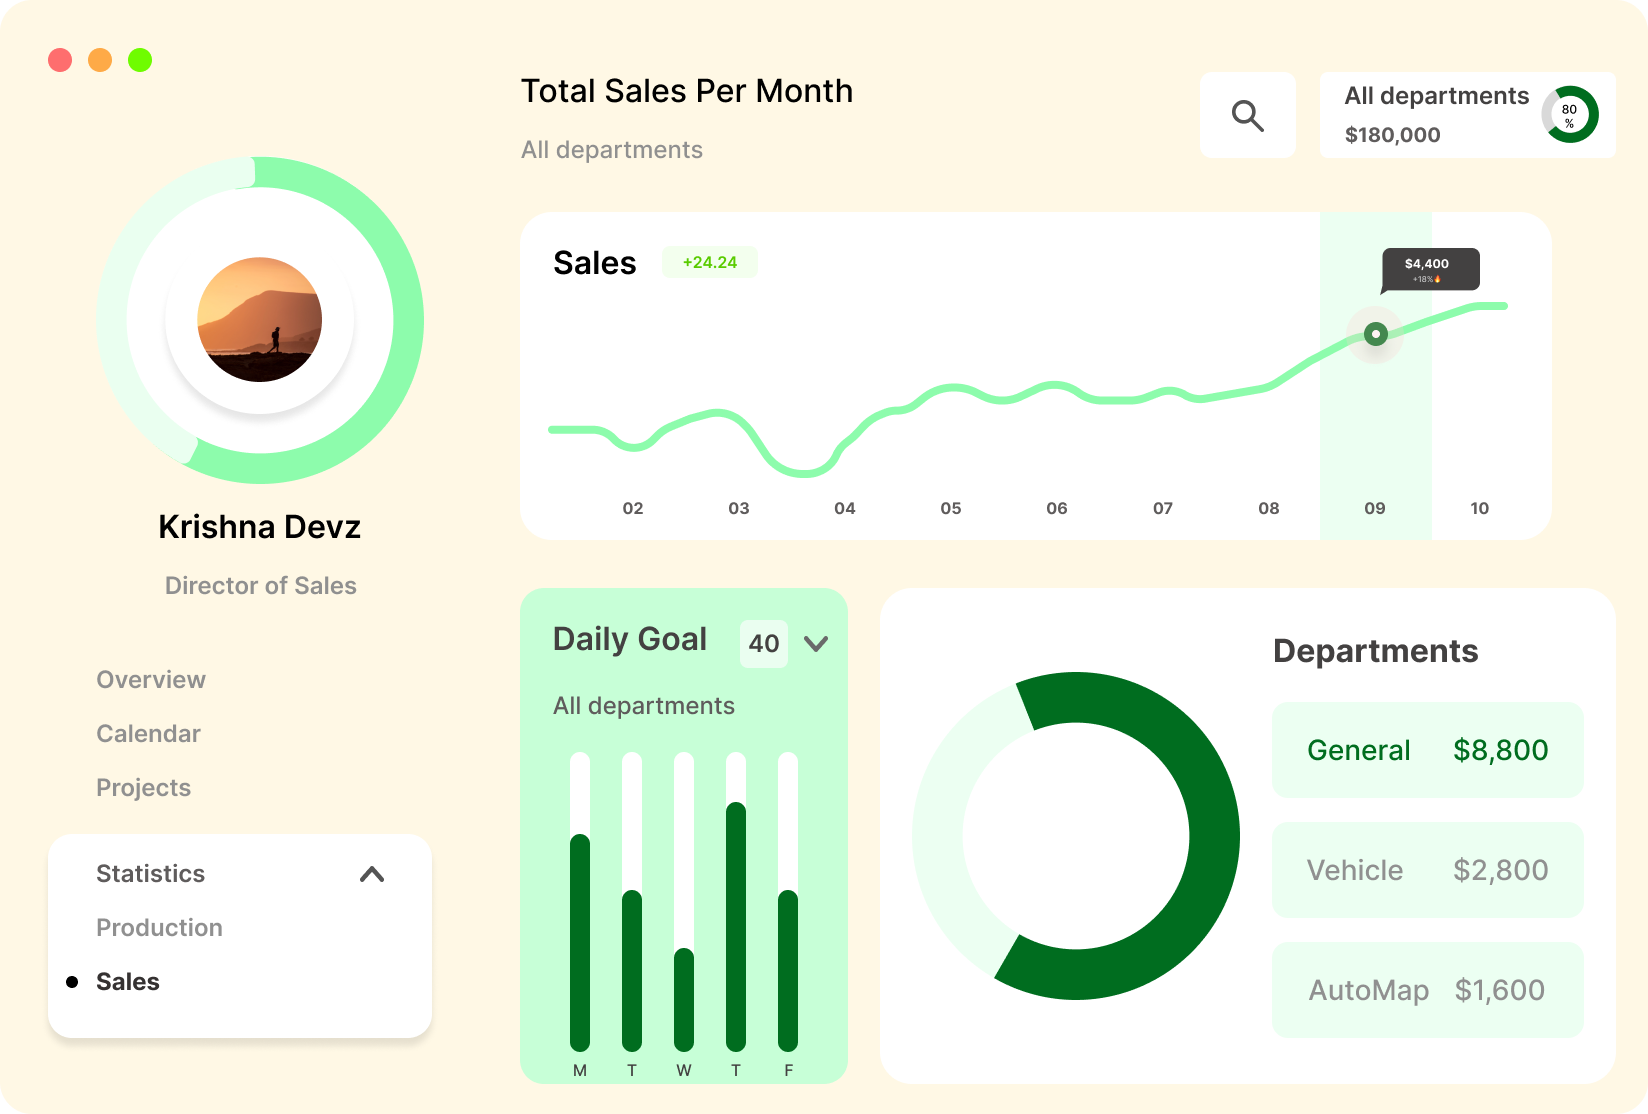 Total Sales Per Month
All departments
All departments
$180,000
80
%
Sales
+24.24
$4,400
+18%🔥
02 03 04 05 06 07 08 09 10
Krishna Devz
Director of Sales
Overview
Calendar
Projects
Statistics
Production
Sales
Daily Goal 40
All departments
M T W T F
Departments
General $8,800
Vehicle $2,800
AutoMap $1,600